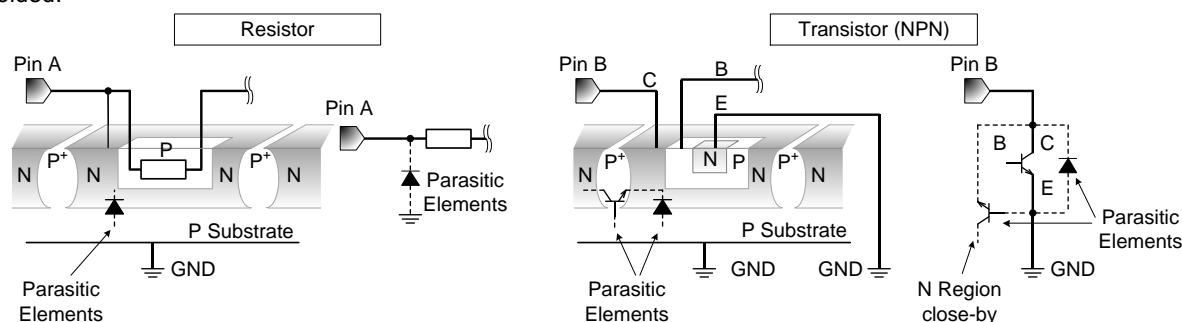 Resistor
Transistor (NPN)
Pin A
Pin A
N
P+
N
P
N
P+
N
Parasitic
Elements
P Substrate
GND
Parasitic
Elements
Pin B
C
B
E
N
P+
N
N
P
N
P+
N
P Substrate
GND
GND
Parasitic
Elements
Pin B
B
C
E
Parasitic
Elements
GND
N Region
close-by